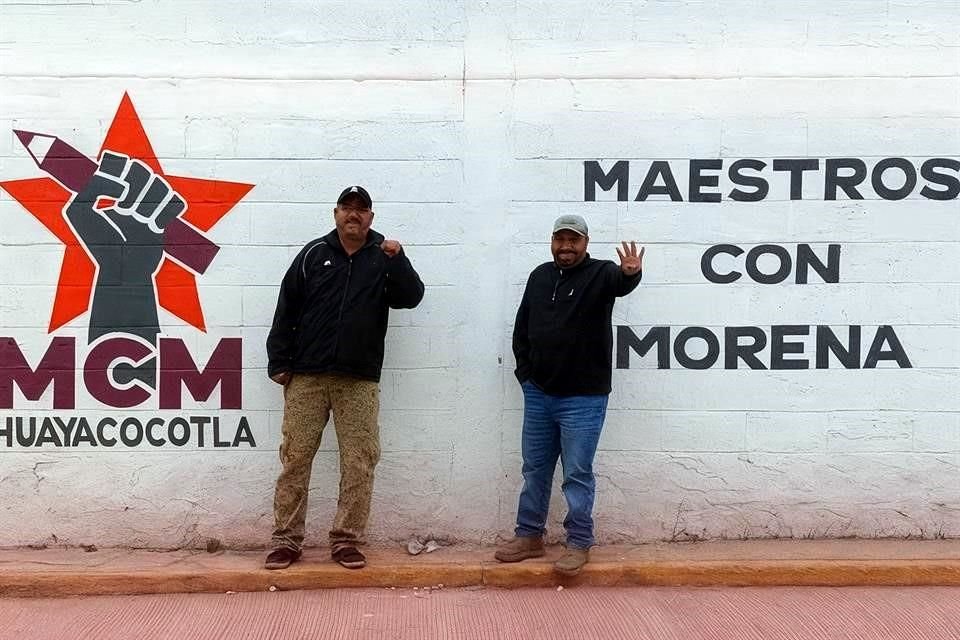 MCM
HUAYACOCOTLA
MAESTROS
CON
MORENA